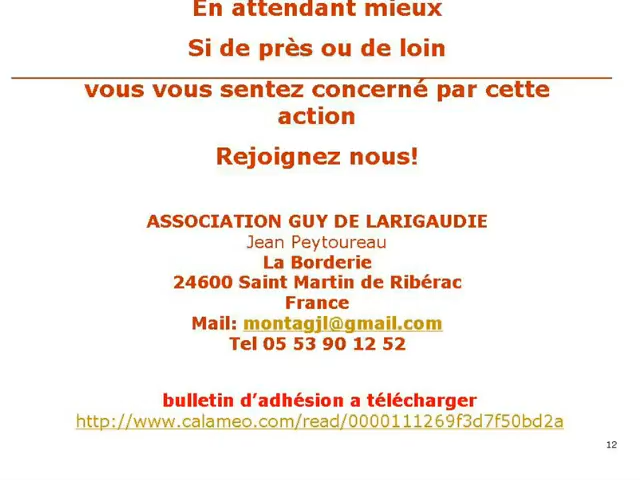 En attendant mieux
Si de près ou de loin
vous vous sentez concerné par cette
action
Rejoignez nous!
ASSOCIATION GUY DE LARIGAUDIE
Jean Peytoureau
La Borderie
24600 Saint Martin de Ribérac
France
Mail: montagjl@gmail.com
Tel 05 53 90 12 52
bulletin d’adhésion a télécharger
http://www.calameo.com/read/0000111269f3d7f50bd2a
12